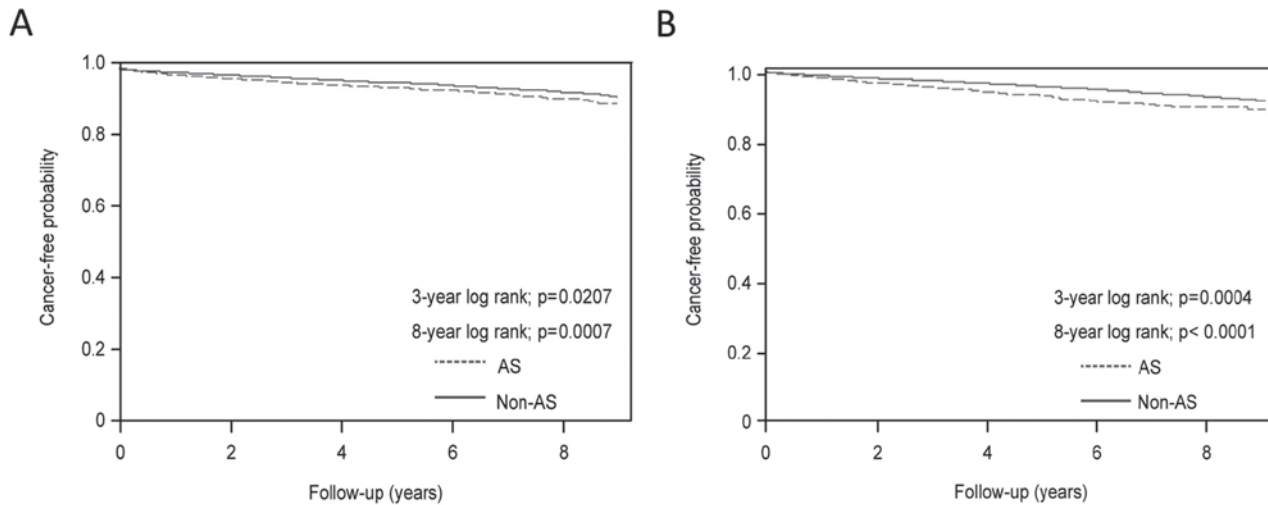 A
Cancer-free probability
1.0
0.8
0.6
0.4
0.2
0
3-year log rank; p=0.0207
8-year log rank; p=0.0007
AS
Non-AS
0 2 4 6 8
Follow-up (years)
B
Cancer-free probability
1.0
0.8
0.6
0.4
0.2
0
3-year log rank; p=0.0004
8-year log rank; p< 0.0001
AS
Non-AS
0 2 4 6 8
Follow-up (years)